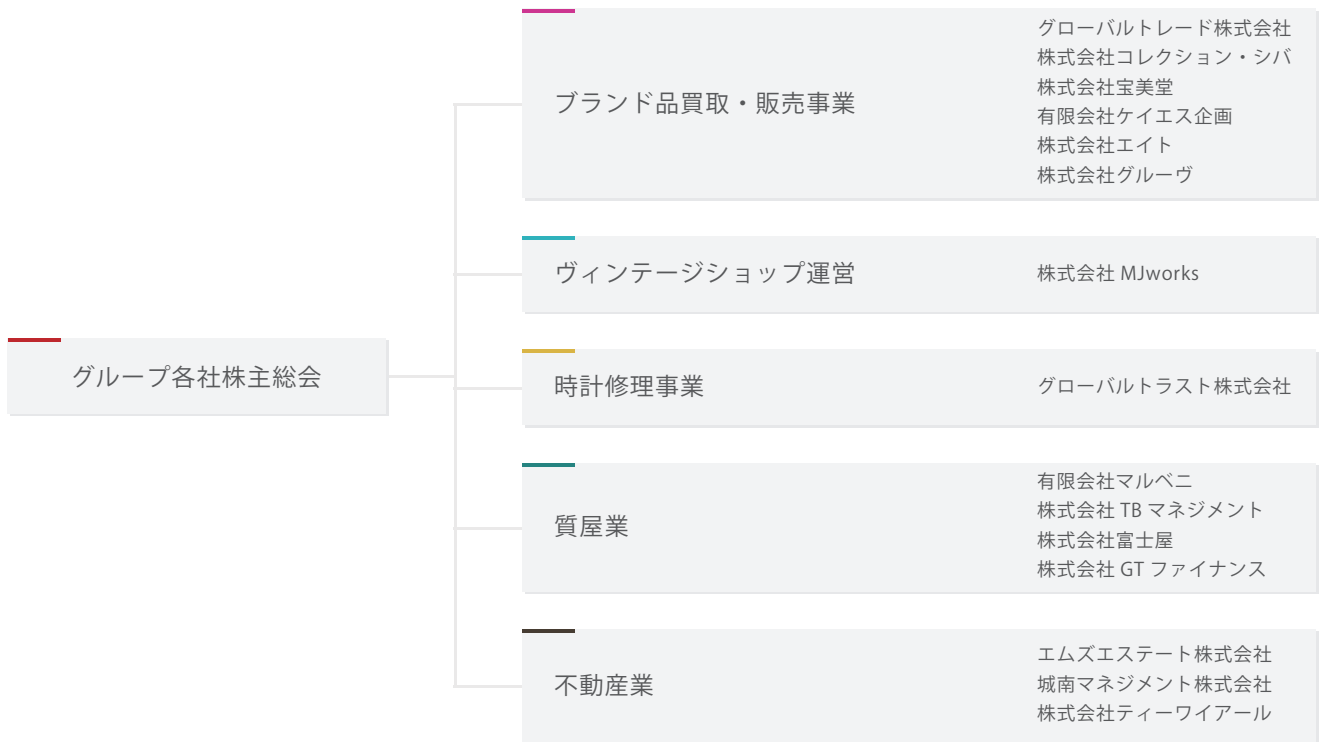 グループ各社株主総会
ブランド品買取・販売事業
グローバルトレード株式会社
株式会社コレクション・シバ
株式会社宝美堂
有限会社ケイエス企画
株式会社エイト
株式会社グルーヴ
ヴィンテージショップ運営
株式会社 MJworks
時計修理事業
グローバルトラスト株式会社
質屋業
有限会社マルベニ
株式会社 TB マネジメント
株式会社富士屋
株式会社 GT ファイナンス
不動産業
エムズエステート株式会社
城南マネジメント株式会社
株式会社ティーワイアール